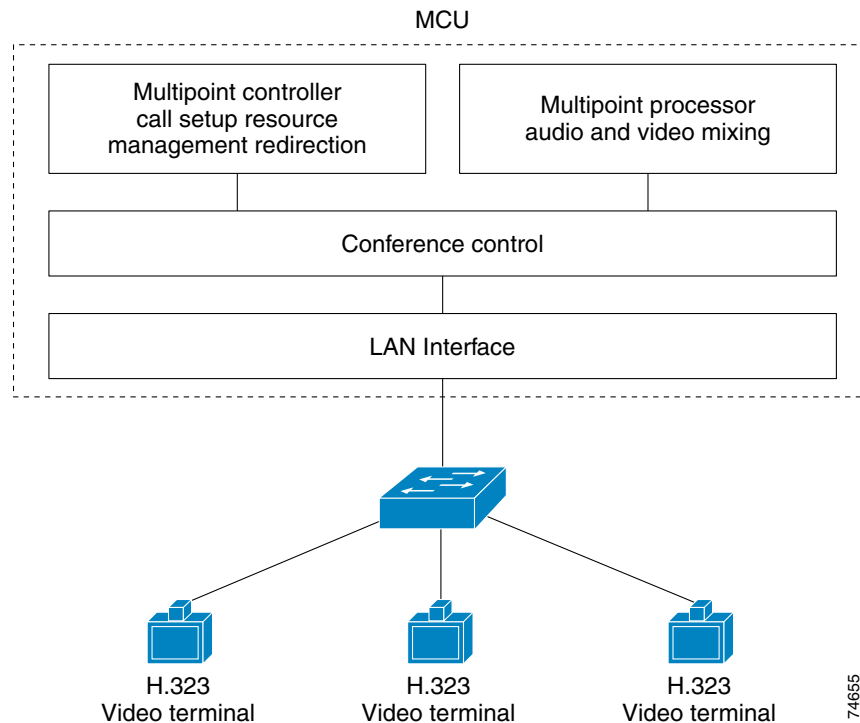 MCU
Multipoint controller
call setup resource
management redirection
Multipoint processor
audio and video mixing
Conference control
LAN Interface
H.323
Video terminal
H.323
Video terminal
H.323
Video terminal
74655